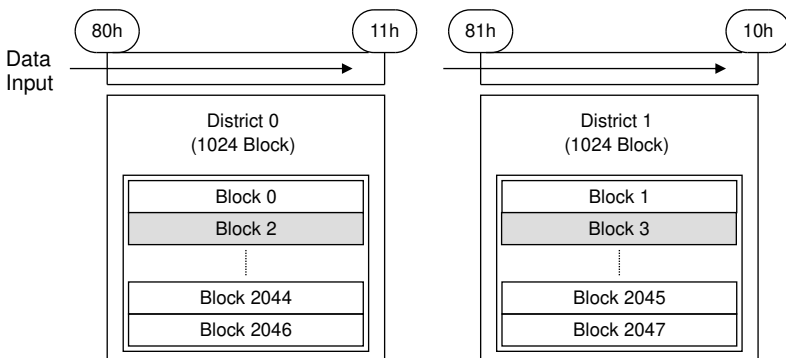 80h
11h
81h
10h
Data
Input
District 0
(1024 Block)
Block 0
Block 2
Block 2044
Block 2046
District 1
(1024 Block)
Block 1
Block 3
Block 2045
Block 2047